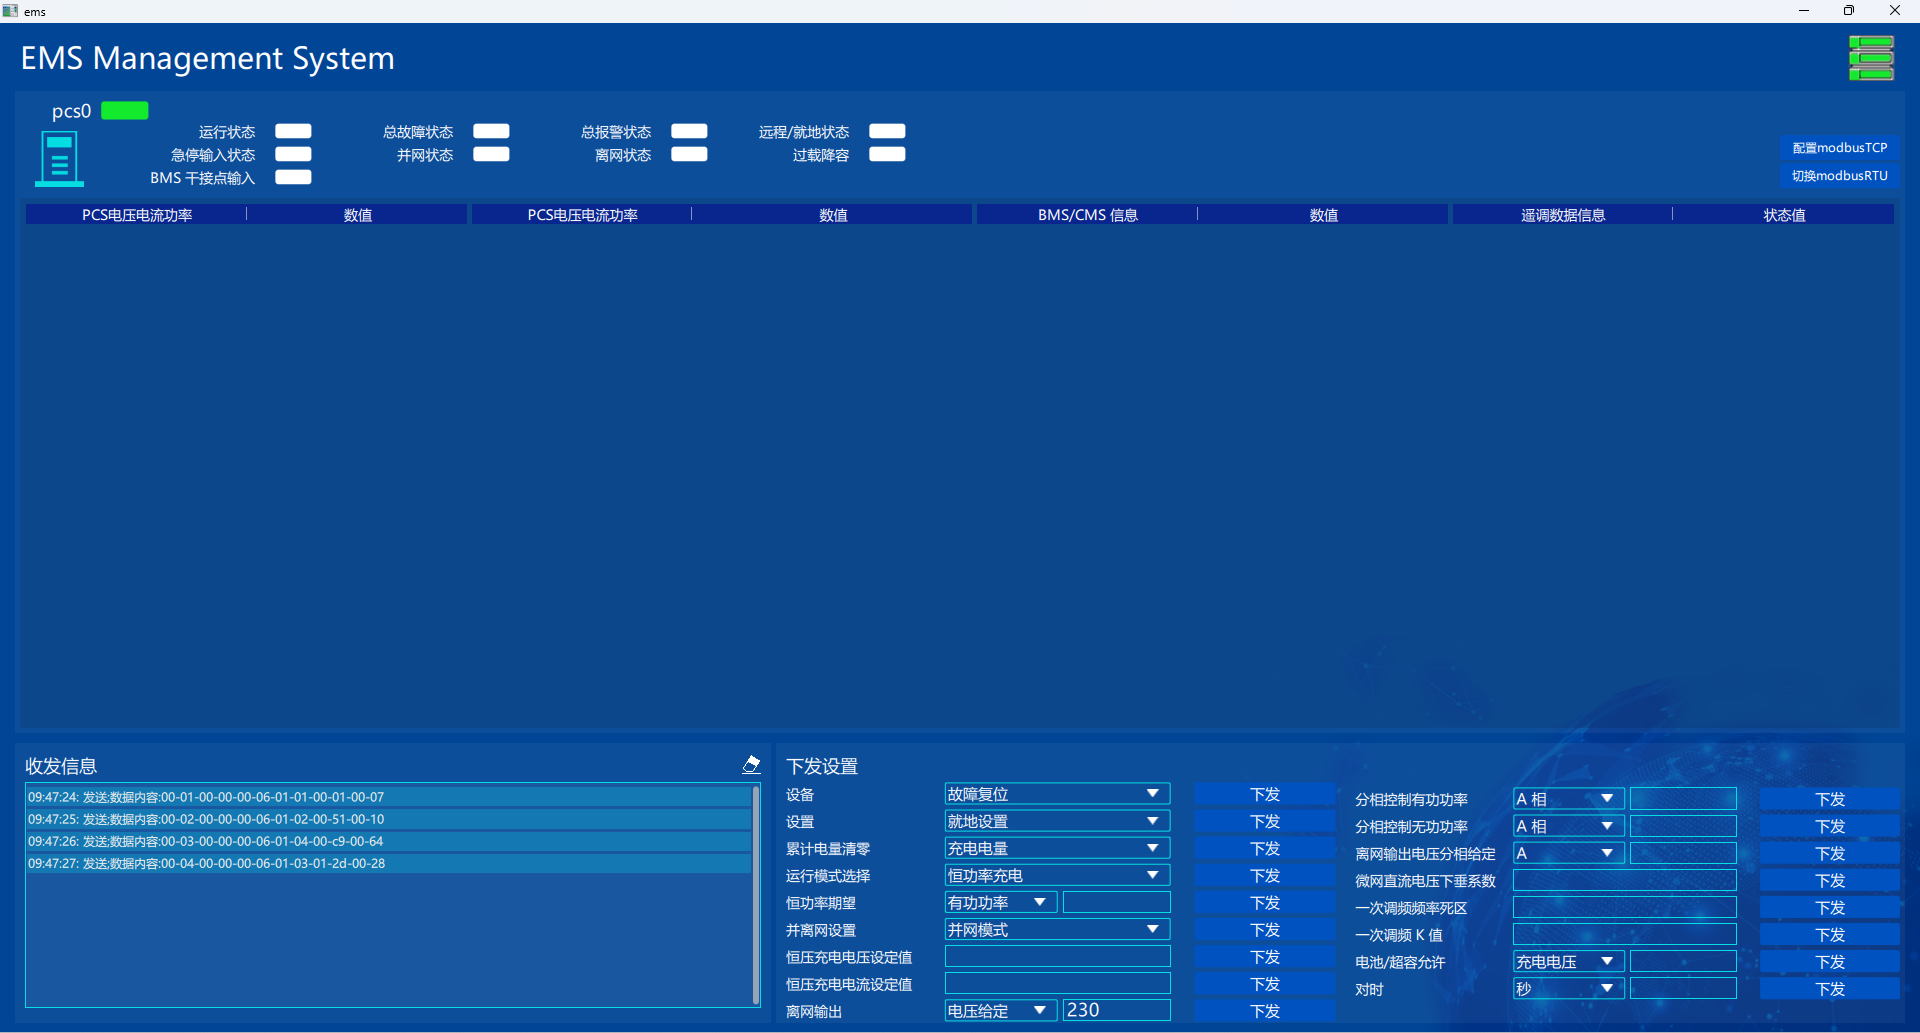 ems
EMS Management System
pcs0
运行状态 总故障状态 总报警状态 远程/就地状态
急停输入状态 并网状态 离网状态 过载降容
BMS 干接点输入
配置modbusTCP
切换modbusRTU
PCS电压电流功率 数值 PCS电压电流功率 数值 BMS/CMS 信息 数值 遥调数据信息 状态值
收发信息
09:47:24: 发送;数据内容:00-01-00-00-00-06-01-01-00-01-00-07
09:47:25: 发送;数据内容:00-02-00-00-00-06-01-02-00-51-00-10
09:47:26: 发送;数据内容:00-03-00-00-00-06-01-04-00-c9-00-64
09:47:27: 发送;数据内容:00-04-00-00-00-06-01-03-01-2d-00-28
下发设置
设备 故障复位 下发
设置 就地设置 下发
累计电量清零 充电电量 下发
运行模式选择 恒功率充电 下发
恒功率期望 有功功率 下发
并离网设置 并网模式 下发
恒压充电电压设定值 下发
恒压充电电流设定值 下发
离网输出 电压给定 230 下发
分相控制有功功率 A 相 下发
分相控制无功功率 A 相 下发
离网输出电压分相给定 A 下发
微网直流电压下垂系数 下发
一次调频频率死区 下发
一次调频 K 值 下发
电池/超容允许 充电电压 下发
对时 秒 下发